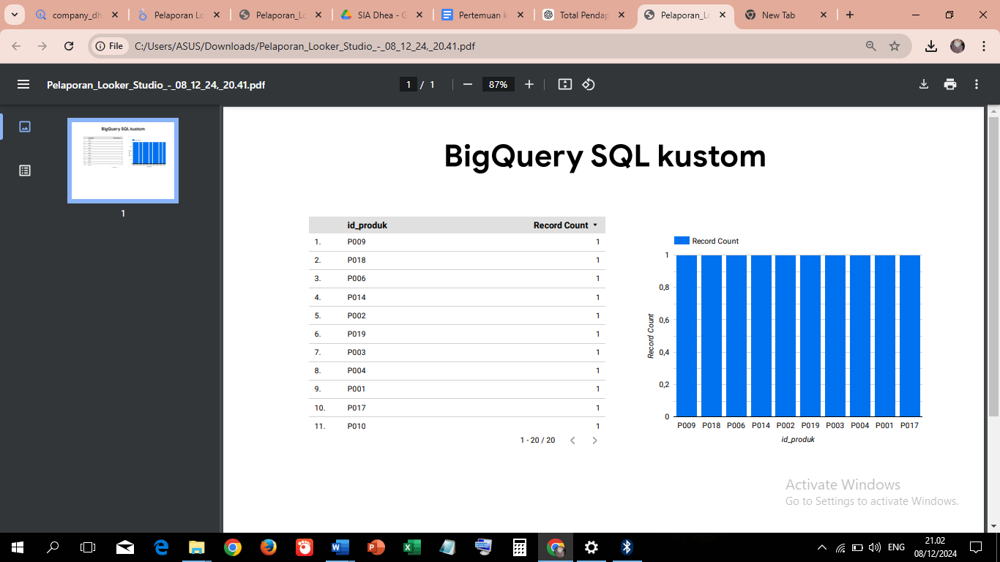 company_dh
Pelaporan Lo
Pelaporan_Lo
SIA Dhea - G
Pertemuan k
Total Pendap
Pelaporan_Lo
New Tab
File
C:/Users/ASUS/Downloads/Pelaporan_Looker_Studio_-_08_12_24,_20.41.pdf
Pelaporan_Looker_Studio_-_08_12_24,_20.41.pdf
1 / 1
87%
BigQuery SQL kustom
1
BigQuery SQL kustom
id_produk Record Count
1. P009 1
2. P018 1
3. P006 1
4. P014 1
5. P002 1
6. P019 1
7. P003 1
8. P004 1
9. P001 1
10. P017 1
11. P010 1
1 - 20 / 20
Record Count
1
0,8
0,6
0,4
0,2
0
Record Count
P009 P018 P006 P014 P002 P019 P003 P004 P001 P017
id_produk
Activate Windows
Go to Settings to activate Windows.
ENG
21.02
08/12/2024